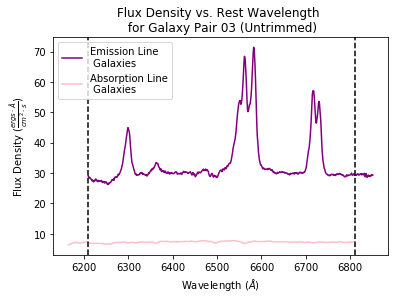 Flux Density vs. Rest Wavelength
for Galaxy Pair 03 (Untrimmed)
Emission Line
Galaxies
Absorption Line
Galaxies
Flux Density (ergs · Å / cm² · s)
70
60
50
40
30
20
10
6200 6300 6400 6500 6600 6700 6800
Wavelength (Å)